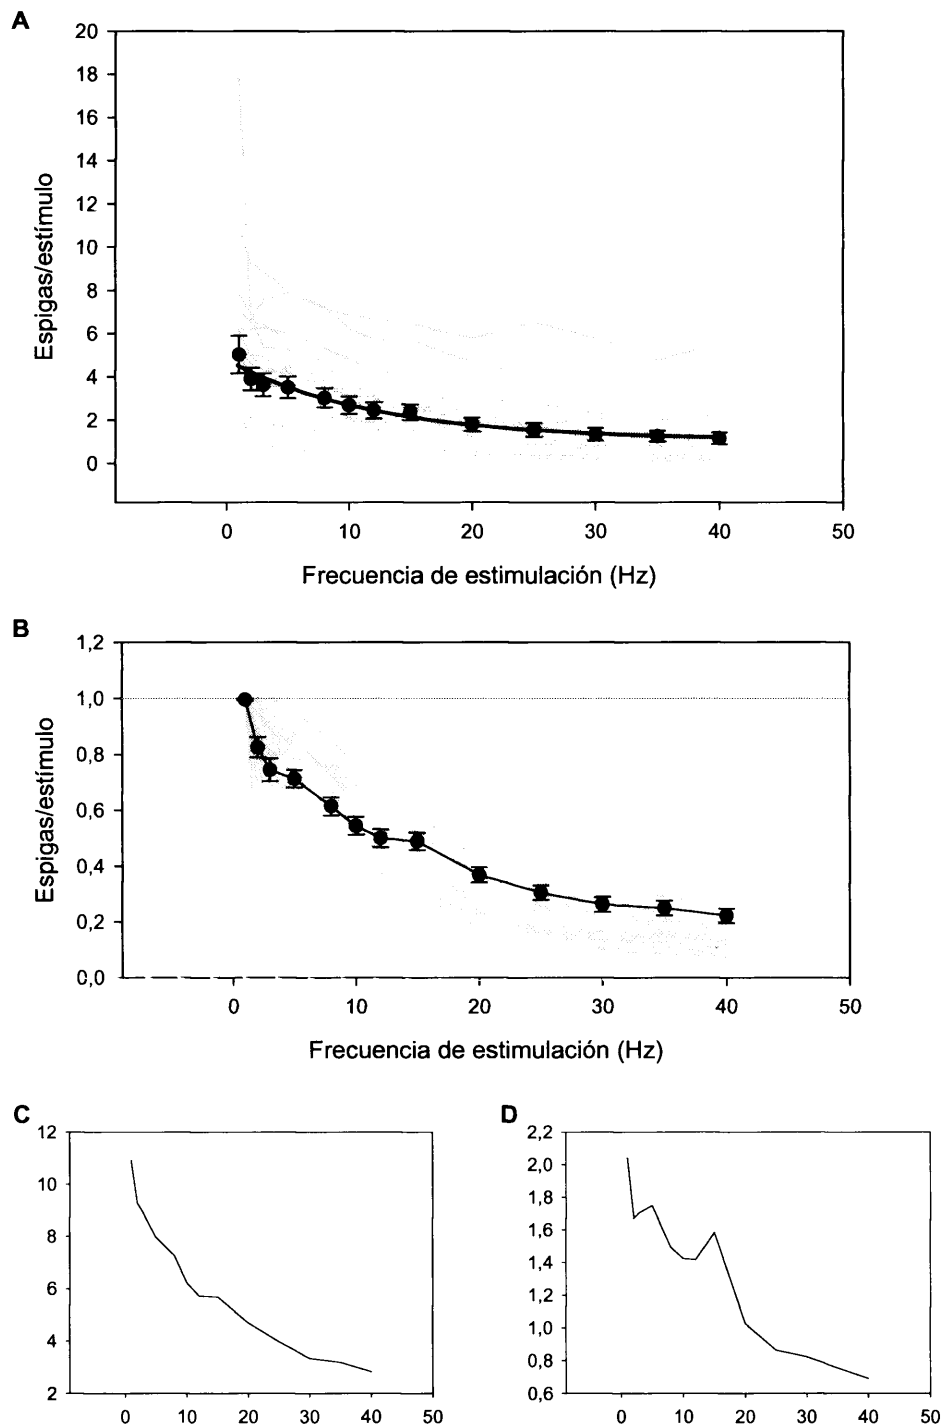 A
20
18
16
14
12
10
8
6
4
2
0
Espigas/estímulo
0 10 20 30 40 50
Frecuencia de estimulación (Hz)
B
1,2
1,0
0,8
0,6
0,4
0,2
0,0
Espigas/estímulo
0 10 20 30 40 50
Frecuencia de estimulación (Hz)
C
12
10
8
6
4
2
0 10 20 30 40 50
D
2,2
2,0
1,8
1,6
1,4
1,2
1,0
0,8
0,6
0 10 20 30 40 50